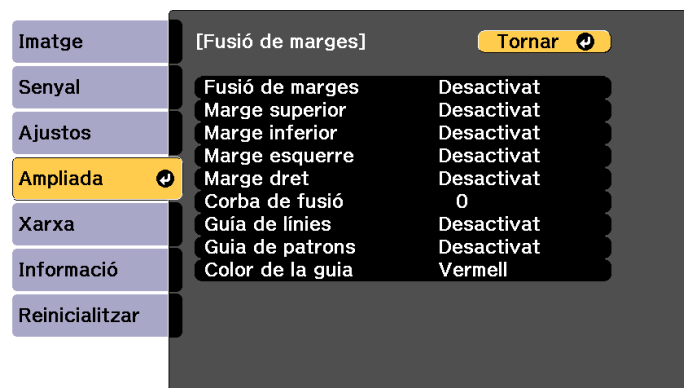 Imatge
Senyal
Ajustos
Ampliada
Xarxa
Informació
Reinicialitzar
[Fusió de marges] Tornar
Fusió de marges Desactivat
Marge superior Desactivat
Marge inferior Desactivat
Marge esquerre Desactivat
Marge dret Desactivat
Corba de fusió 0
Guía de línies Desactivat
Guia de patrons Desactivat
Color de la guia Vermell